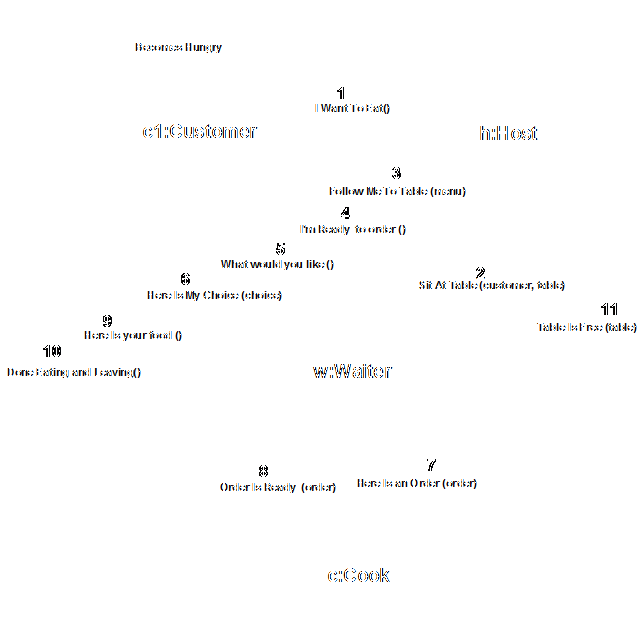 Becomes Hungry
1
I Want To Eat()
c1:Customer
h:Host
3
Follow Me To Table (menu)
4
I'm Ready to order ()
5
What would you like ()
2
Sit At Table (customer, table)
6
Here Is My Choice (choice)
11
Table Is Free (table)
9
Here Is your food ()
10
Done Eating and Leaving()
w:Waiter
8
Order Is Ready (order)
7
Here Is an Order (order)
c:Cook